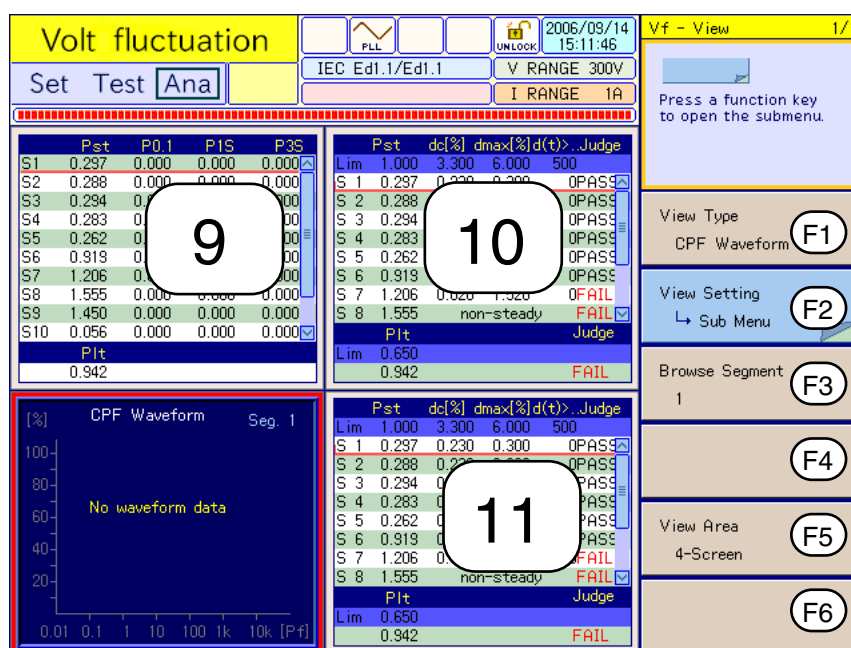 Volt fluctuation
Set Test Ana
PLL
UNLOCK
2006/09/14
15:11:46
IEC Ed1.1/Ed1.1
V RANGE 300V
I RANGE 1A
Vf - View 1/
Press a function key
to open the submenu.
View Type
CPF Waveform
F1
View Setting
Sub Menu
F2
Browse Segment
1
F3
F4
View Area
4-Screen
F5
F6
Pst P0.1 P1S P3S
S1 0.297 0.000 0.000 0.000
S2 0.288 0.000 0.000 0.000
S3 0.294
S4 0.283
S5 0.262
S6 0.919
S7 1.206
S8 1.555 0.000 0.000
S9 1.450 0.000 0.000 0.000
S10 0.056 0.000 0.000 0.000
Plt
0.942
9
Pst dc[%] dmax[%]d(t)>..Judge
Lim 1.000 3.300 6.000 500
S 1 0.297 0PASS
S 2 0.288 0PASS
S 3 0.294 0PASS
S 4 0.283 0PASS
S 5 0.262 0PASS
S 6 0.919 0PASS
S 7 1.206 0FAIL
S 8 1.555 non-steady FAIL
Plt Judge
Lim 0.650
0.942 FAIL
10
CPF Waveform Seg. 1
[%]
100
80
60
40
20
No waveform data
0.01 0.1 1 10 100 1k 10k [Pf]
Pst dc[%] dmax[%]d(t)>..Judge
Lim 1.000 3.300 6.000 500
S 1 0.297 0.230 0.300 0PASS
S 2 0.288 0PASS
S 3 0.294 PASS
S 4 0.283 PASS
S 5 0.262 PASS
S 6 0.919 PASS
S 7 1.206 FAIL
S 8 1.555 non-steady FAIL
Plt Judge
Lim 0.650
0.942 FAIL
11